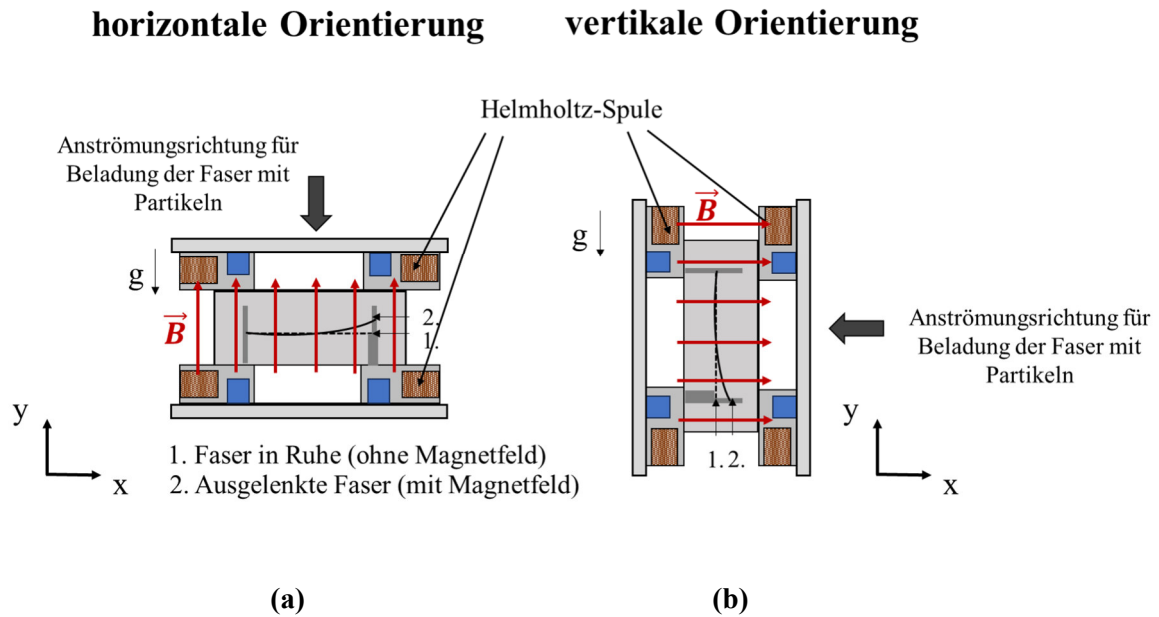 horizontale Orientierung
vertikale Orientierung
Helmholtz-Spule
Anströmungsrichtung für
Beladung der Faser mit
Partikeln
g
B
2.
1.
y
x
1. Faser in Ruhe (ohne Magnetfeld)
2. Ausgelenkte Faser (mit Magnetfeld)
B
g
Anströmungsrichtung für
Beladung der Faser mit
Partikeln
1.2.
y
x
(a)
(b)